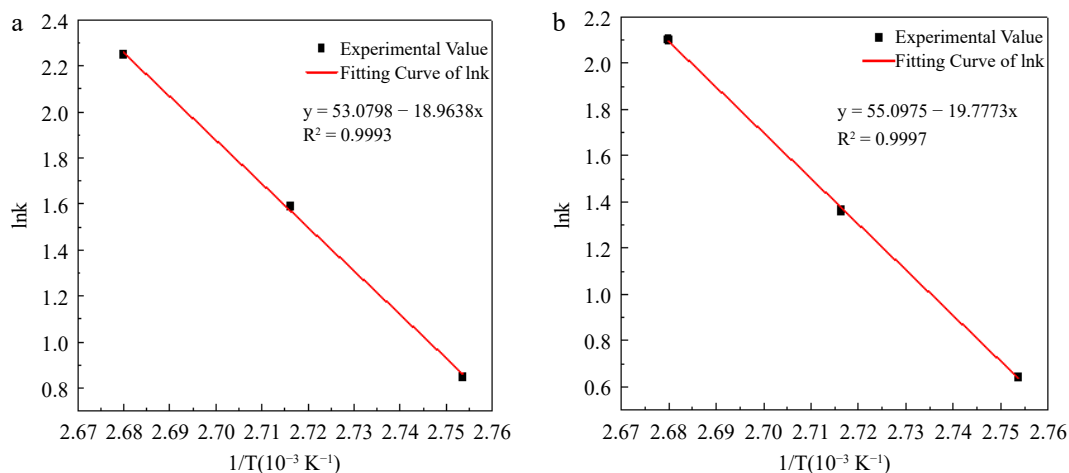 a
2.4
2.2
2.0
1.8
1.6
1.4
1.2
1.0
0.8
lnk
Experimental Value
Fitting Curve of lnk
y = 53.0798 − 18.9638x
R² = 0.9993
2.67 2.68 2.69 2.70 2.71 2.72 2.73 2.74 2.75 2.76
1/T(10⁻³ K⁻¹)
b
2.2
2.0
1.8
1.6
1.4
1.2
1.0
0.8
0.6
lnk
Experimental Value
Fitting Curve of lnk
y = 55.0975 − 19.7773x
R² = 0.9997
2.67 2.68 2.69 2.70 2.71 2.72 2.73 2.74 2.75 2.76
1/T(10⁻³ K⁻¹)